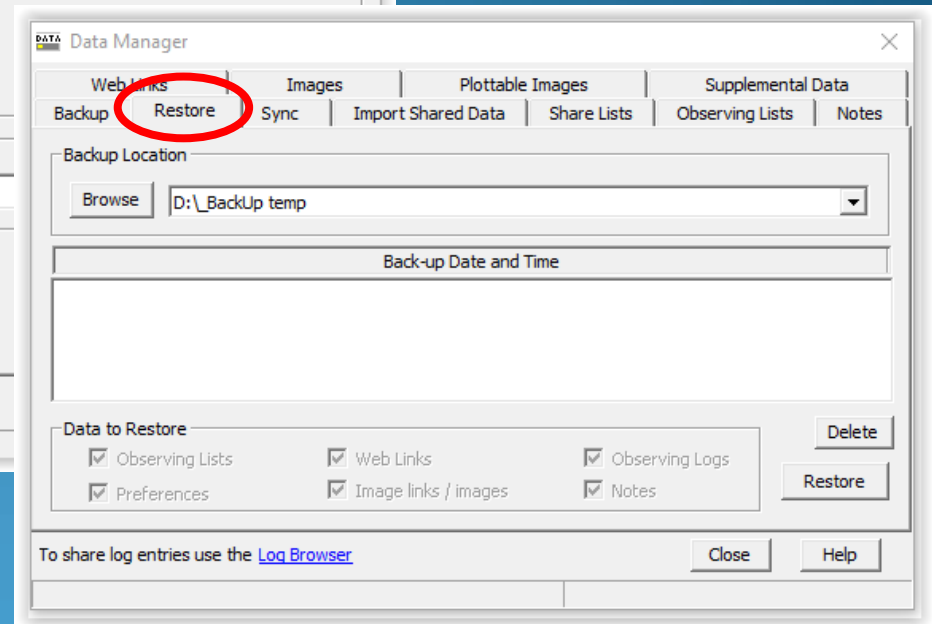 DATA Data Manager
Web Links Images Plottable Images Supplemental Data
Backup Restore Sync Import Shared Data Share Lists Observing Lists Notes
Backup Location
Browse D:\_BackUp temp
Back-up Date and Time
Data to Restore
Delete
Observing Lists Web Links Observing Logs
Restore
Preferences Image links / images Notes
To share log entries use the Log Browser Close Help